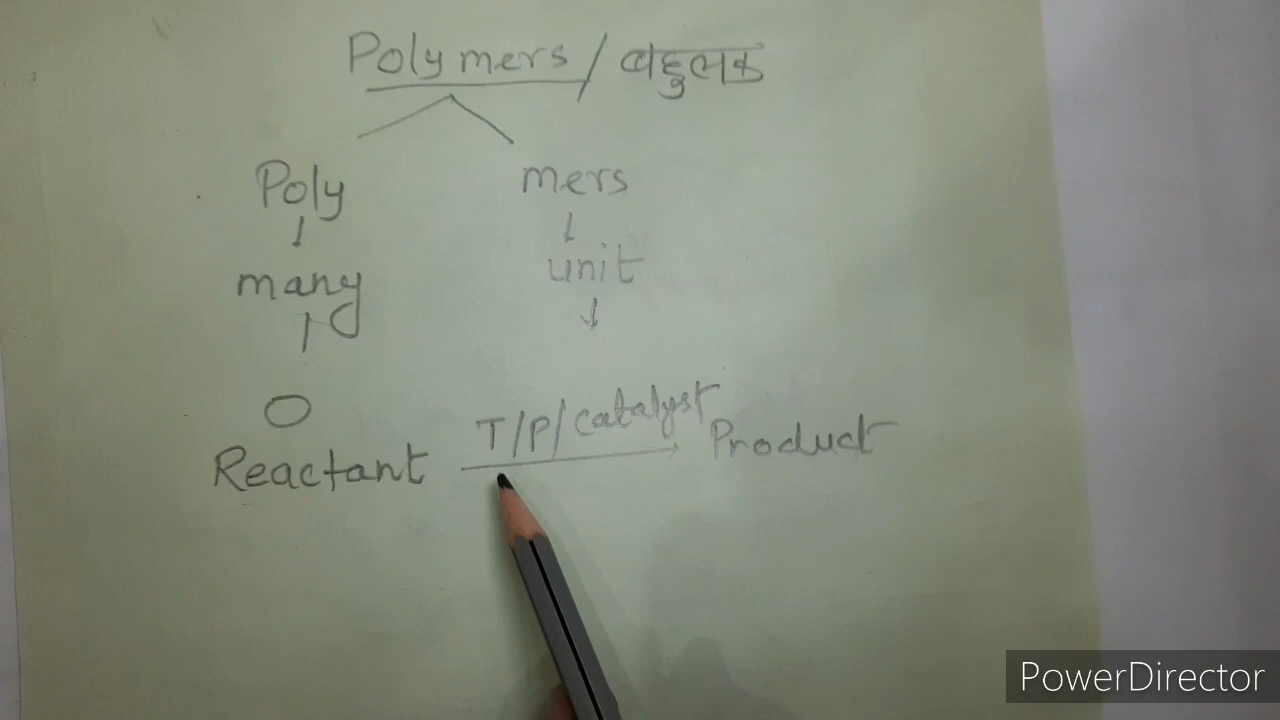 Polymers / बहुलक
Poly mers
many unit
T/P/catalyst
Reactant Product
PowerDirector